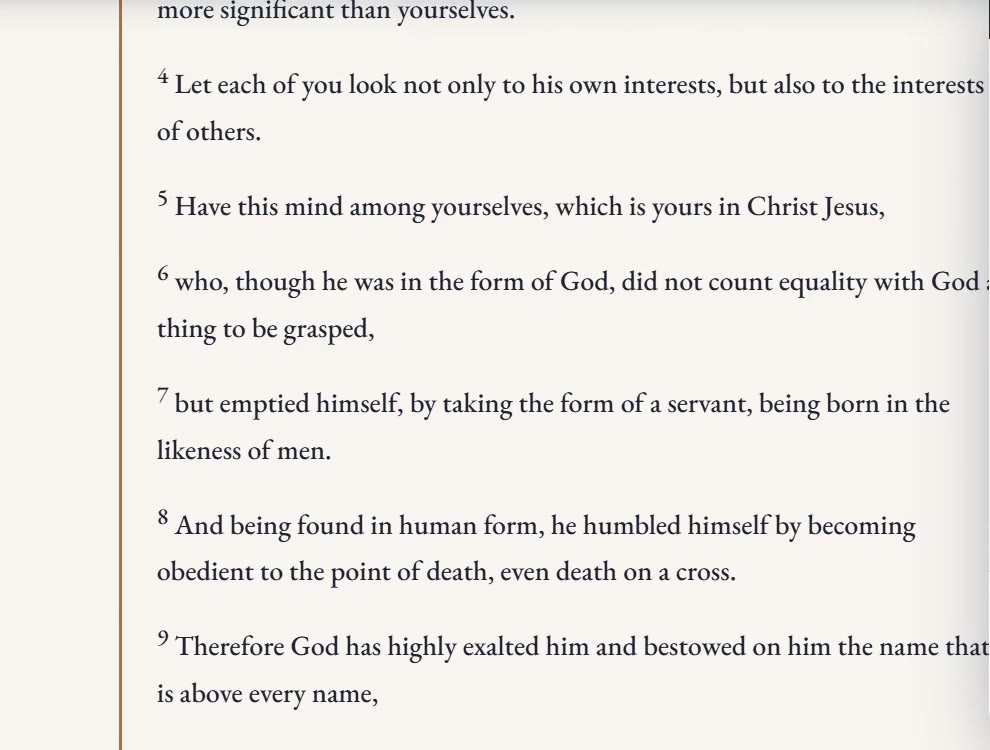 more significant than yourselves.
4 Let each of you look not only to his own interests, but also to the interests
of others.
5 Have this mind among yourselves, which is yours in Christ Jesus,
6 who, though he was in the form of God, did not count equality with God
thing to be grasped,
7 but emptied himself, by taking the form of a servant, being born in the
likeness of men.
8 And being found in human form, he humbled himself by becoming
obedient to the point of death, even death on a cross.
9 Therefore God has highly exalted him and bestowed on him the name that
is above every name,